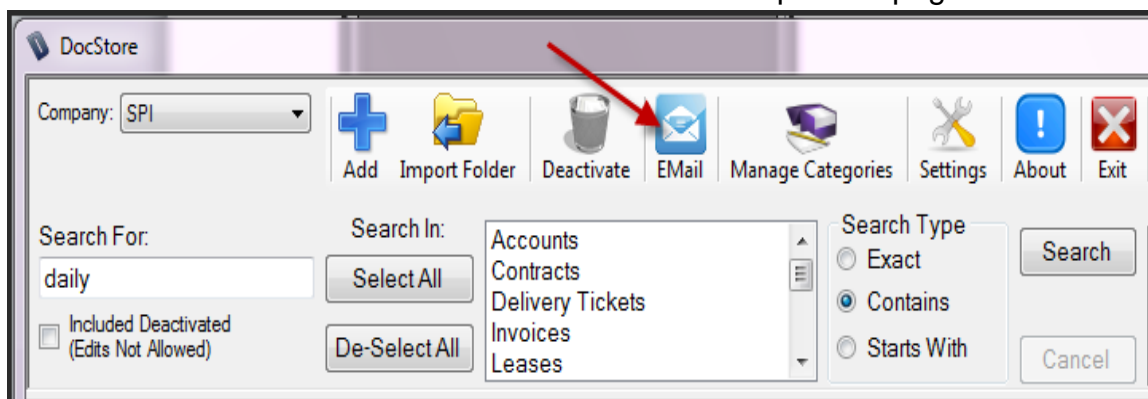 DocStore
Company: SPI
Add Import Folder Deactivate EMail Manage Categories Settings About Exit
Search For:
daily
Included Deactivated
(Edits Not Allowed)
Search In:
Select All
De-Select All
Accounts
Contracts
Delivery Tickets
Invoices
Leases
Search Type
Exact
Contains
Starts With
Search
Cancel